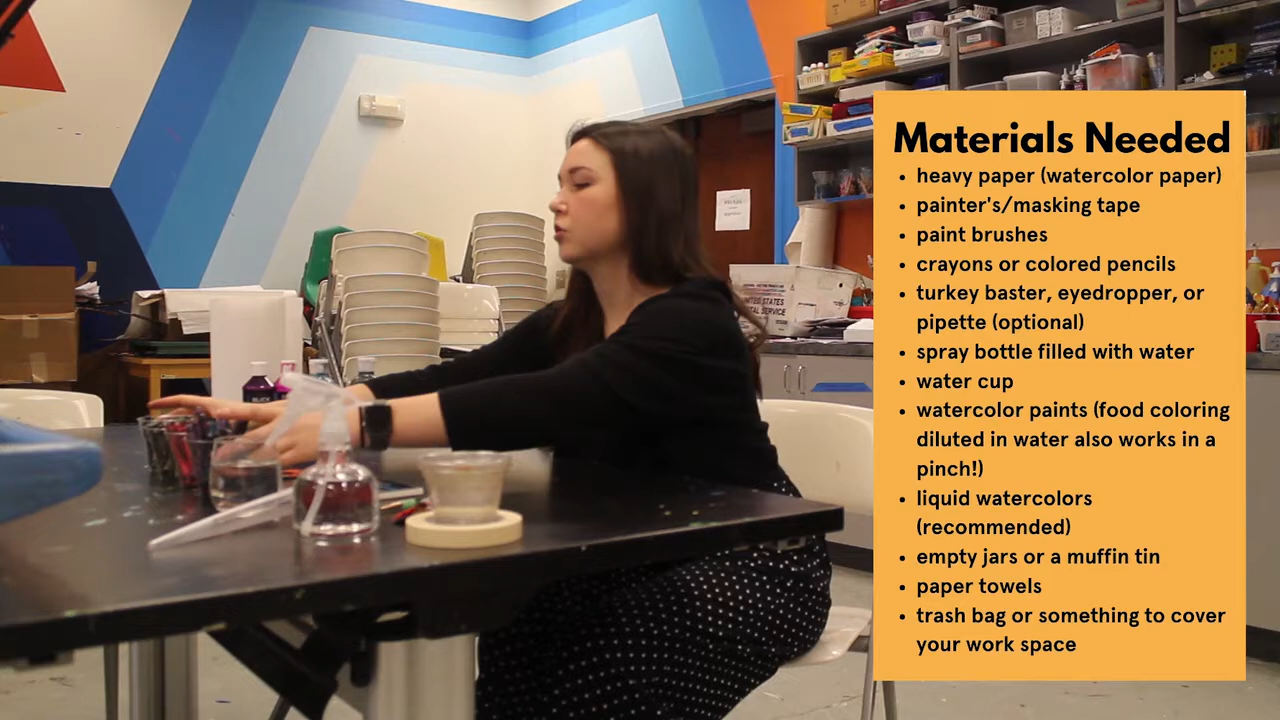 Materials Needed
• heavy paper (watercolor paper)
• painter's/masking tape
• paint brushes
• crayons or colored pencils
• turkey baster, eyedropper, or
pipette (optional)
• spray bottle filled with water
• water cup
• watercolor paints (food coloring
diluted in water also works in a
pinch!)
• liquid watercolors
(recommended)
• empty jars or a muffin tin
• paper towels
• trash bag or something to cover
your work space
UNITED STATES
POSTAL SERVICE